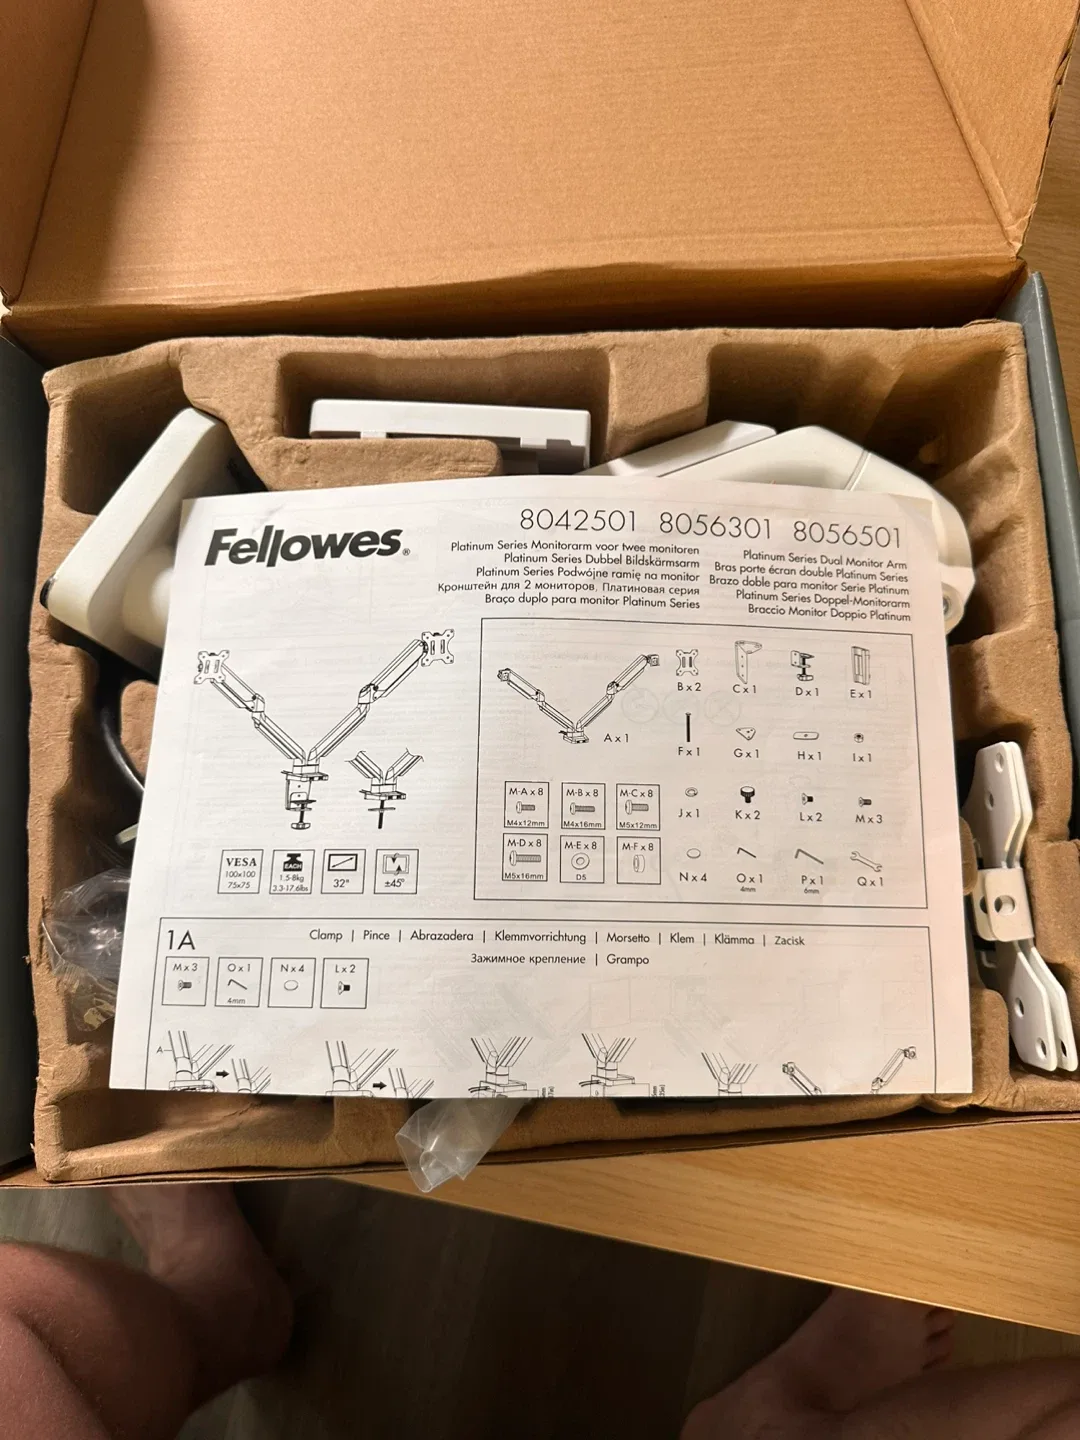 Fellowes®
8042501 8056301 8056501
Platinum Series Monitorarm voor twee monitoren
Platinum Series Dubbel Bildskärmsarm
Platinum Series Podwójne ramię na monitor
Кронштейн для 2 мониторов, Платиновая серия
Braço duplo para monitor Platinum Series
Platinum Series Dual Monitor Arm
Bras porte écran double Platinum Series
Brazo doble para monitor Serie Platinum
Platinum Series Doppel-Monitorarm
Braccio Monitor Doppio Platinum
A x 1
B x 2
C x 1
D x 1
E x 1
F x 1
G x 1
H x 1
I x 1
J x 1
K x 2
L x 2
M x 3
M-A x 8
M4x12mm
M-B x 8
M4x16mm
M-C x 8
M5x12mm
M-D x 8
M5x16mm
M-E x 8
D5
M-F x 8
N x 4
O x 1
4mm
P x 1
6mm
Q x 1
VESA
100x100
75x75
EACH
1.5-8kg
3.3-17.6lbs
32°
±45°
1A
Clamp | Pince | Abrazadera | Klemmvorrichtung | Morsetto | Klem | Klämma | Zacisk
Зажимное крепление | Grampo
M x 3
O x 1
4mm
N x 4
L x 2
A